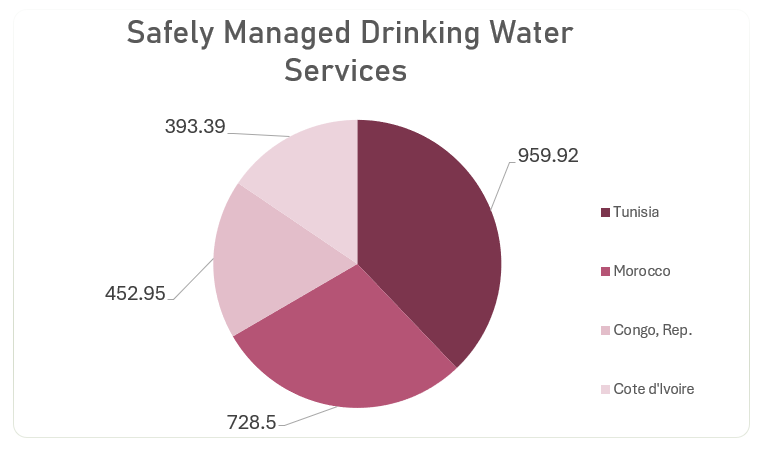 Safely Managed Drinking Water
Services
393.39
959.92
Tunisia
Morocco
452.95
Congo, Rep.
Cote d'Ivoire
728.5